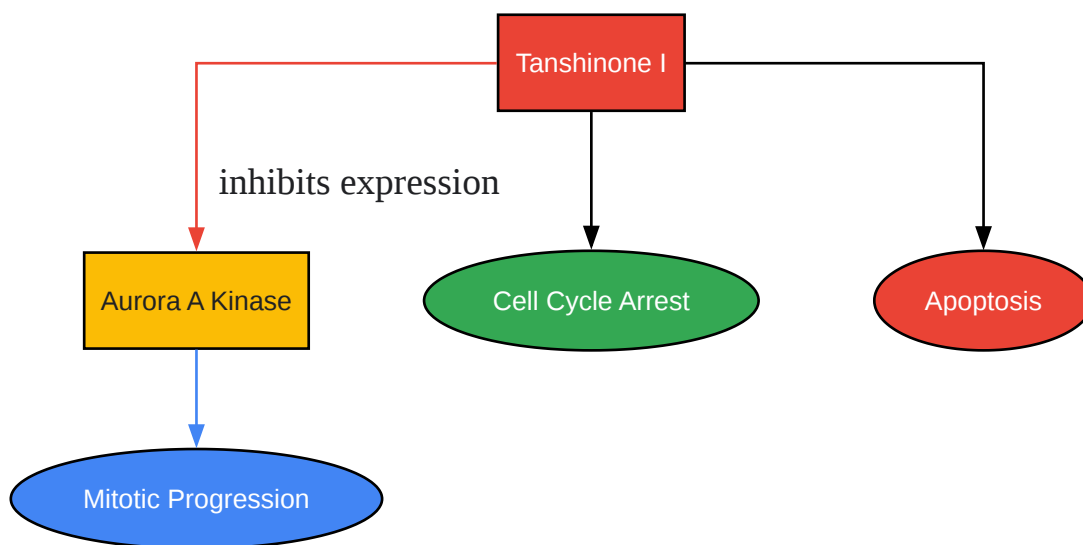 Tanshinone I
inhibits expression
Aurora A Kinase
Cell Cycle Arrest
Apoptosis
Mitotic Progression